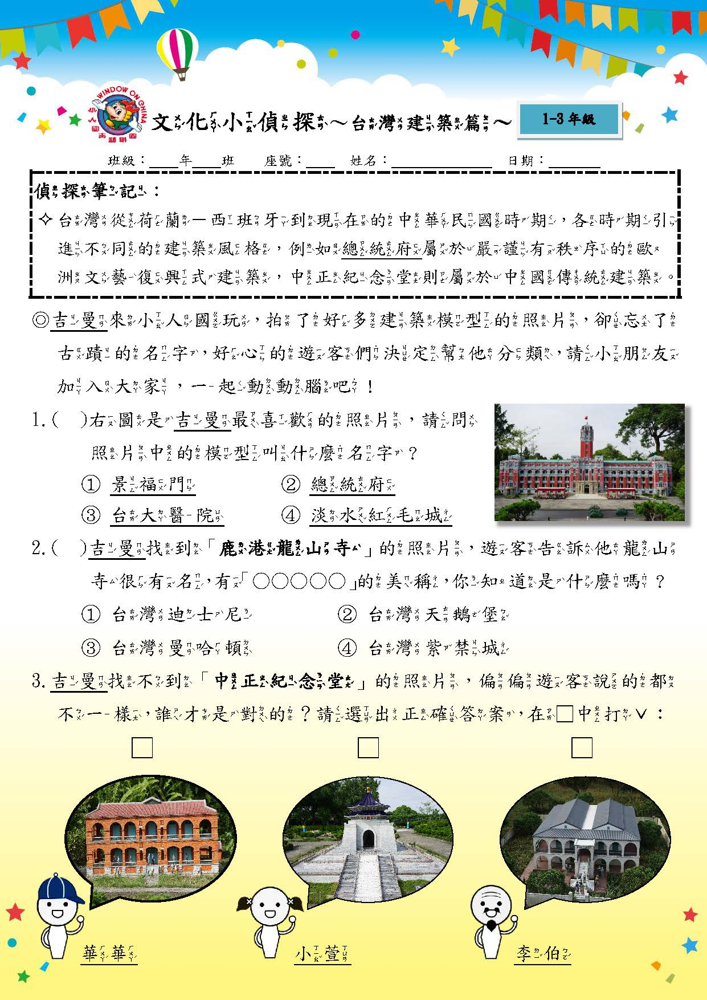 WINDOW ON CHINA
小人國主題樂園
文化小偵探～台灣建築篇～
1-3 年級
班級：____年____班　座號：____　姓名：______________　日期：_______
偵探筆記：
✧台灣從荷蘭－西班牙到現在的中華民國時期，各時期引
進不同的建築風格，例如總統府屬於嚴謹有秩序的歐
洲文藝復興式建築，中正紀念堂則屬於中國傳統建築。
◎吉曼來小人國玩，拍了好多建築模型的照片，卻忘了
古蹟的名字，好心的遊客們決定幫他分類，請小朋友
加入大家，一起動動腦吧！
1.(　)右圖是吉曼最喜歡的照片，請問
照片中的模型叫什麼名字？
① 景福門　② 總統府
③ 台大醫院　④ 淡水紅毛城
2.(　)吉曼找到「鹿港龍山寺」的照片，遊客告訴他龍山
寺很有名，有「○○○○○」的美稱，你知道是什麼嗎？
① 台灣迪士尼　② 台灣天鵝堡
③ 台灣曼哈頓　④ 台灣紫禁城
3.吉曼找不到「中正紀念堂」的照片，偏偏遊客說的都
不一樣，誰才是對的？請選出正確答案，在□中打∨：
□　□　□
華華　小萱　李伯